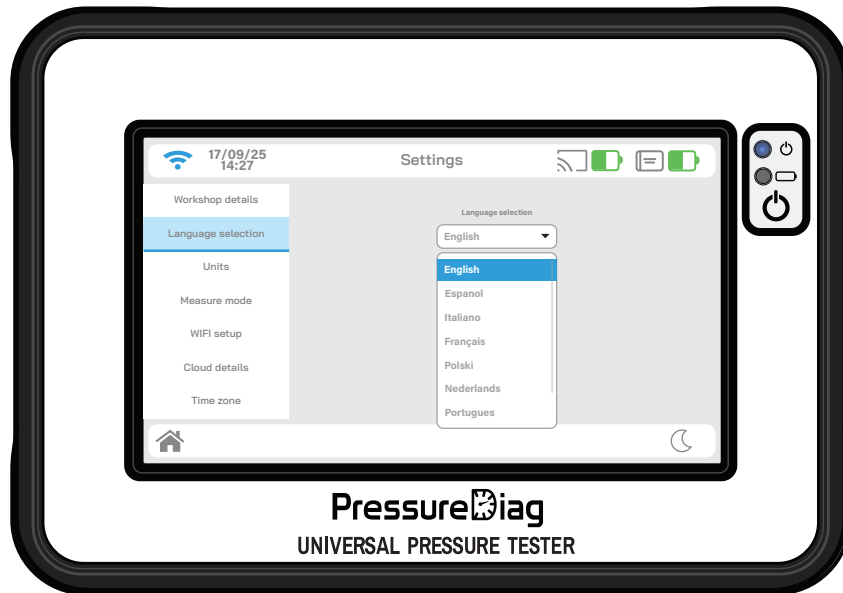 17/09/25
14:27
Settings
Workshop details
Language selection
Units
Measure mode
WIFI setup
Cloud details
Time zone
Language selection
English
English
Espanol
Italiano
Français
Polski
Nederlands
Portugues
PressureDiag
UNIVERSAL PRESSURE TESTER